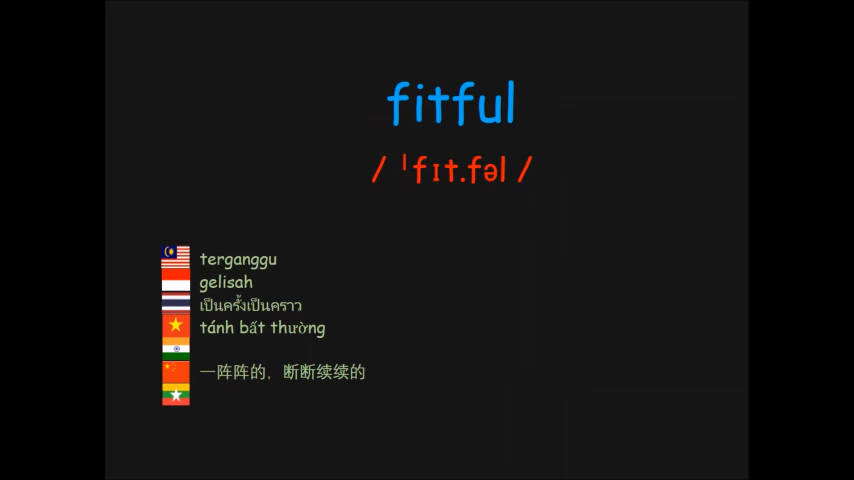 fitful
/ ˈfɪt.fəl /
terganggu
gelisah
เป็นครั้งเป็นคราว
tánh bất thường
一阵阵的，断断续续的